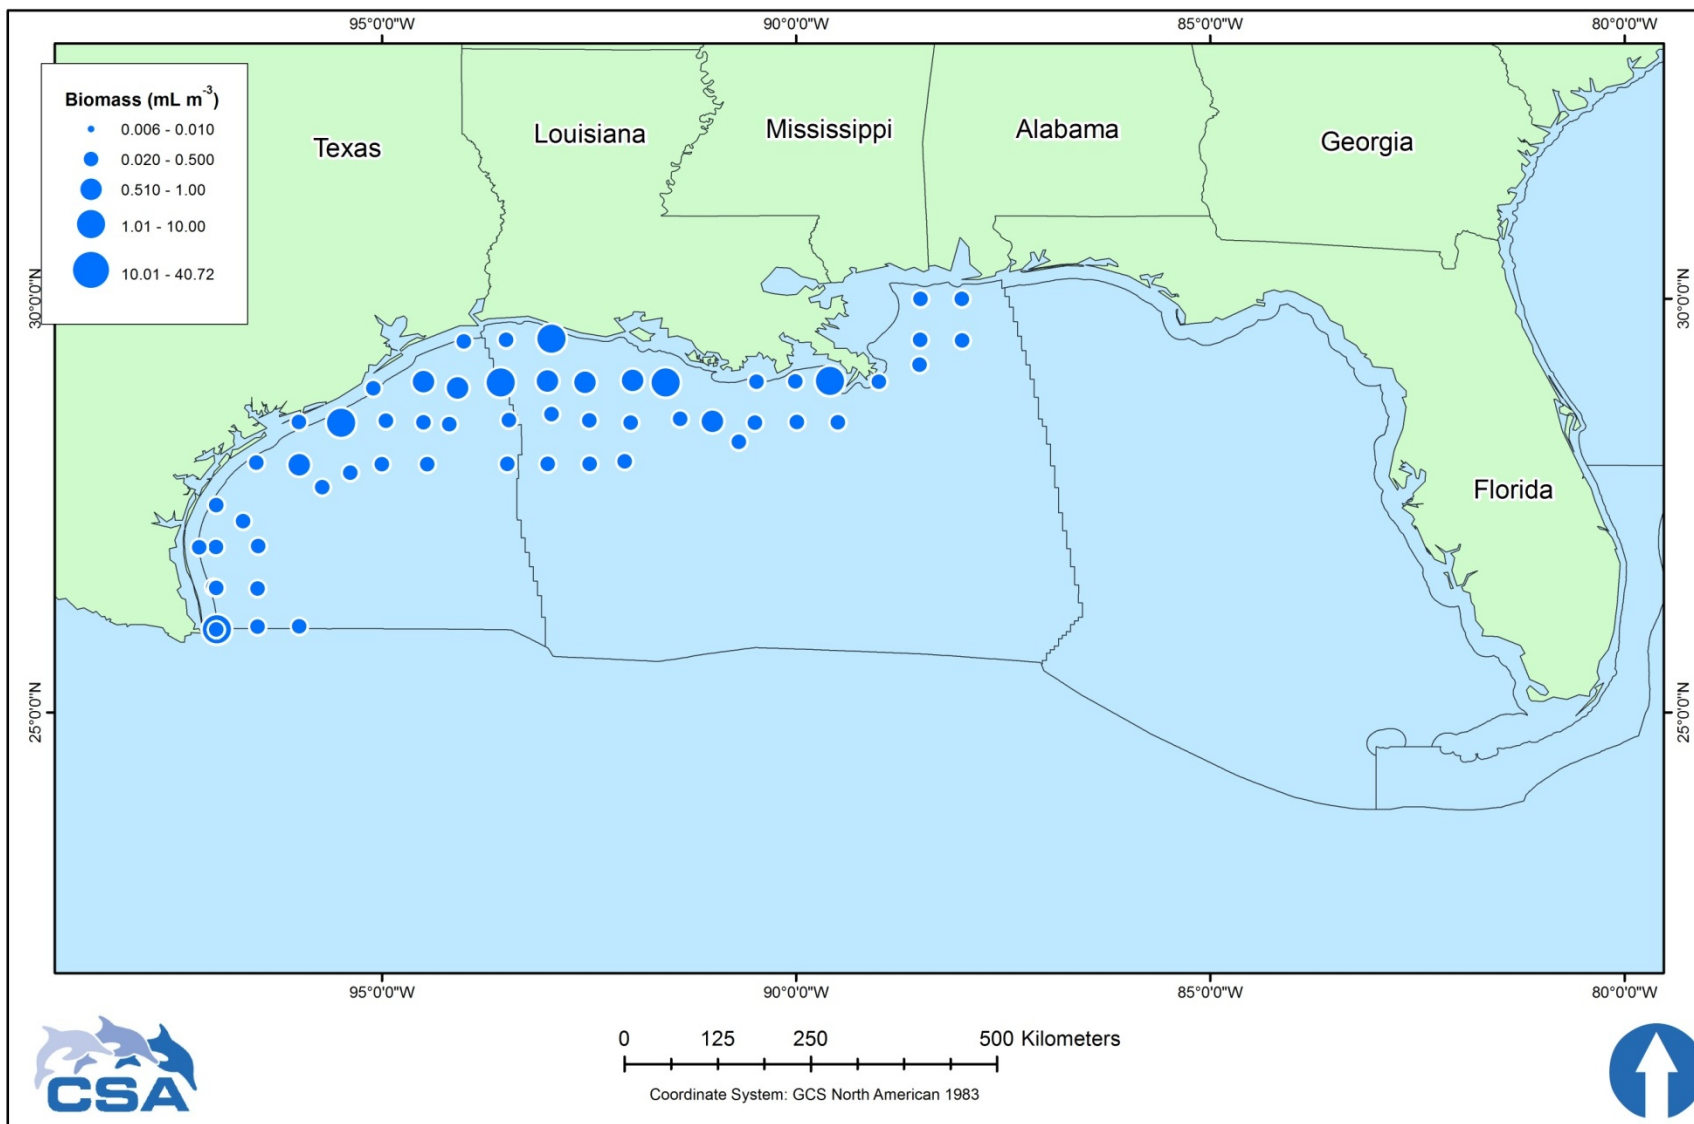 95°0'0"W 90°0'0"W 85°0'0"W 80°0'0"W
Biomass (mL m⁻³)
0.006 - 0.010
0.020 - 0.500
0.510 - 1.00
1.01 - 10.00
10.01 - 40.72
Texas
Louisiana
Mississippi
Alabama
Georgia
30°0'0"N
30°0'0"N
Florida
25°0'0"N
25°0'0"N
95°0'0"W 90°0'0"W 85°0'0"W 80°0'0"W
CSA
0 125 250 500 Kilometers
Coordinate System: GCS North American 1983